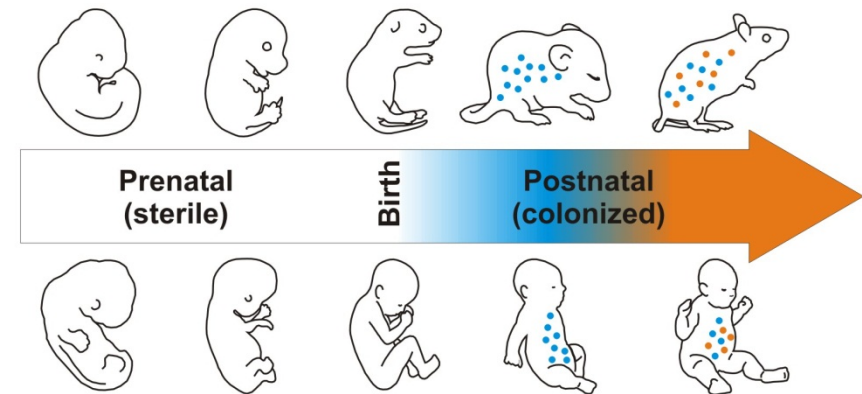 Prenatal
(sterile)
Birth
Postnatal
(colonized)